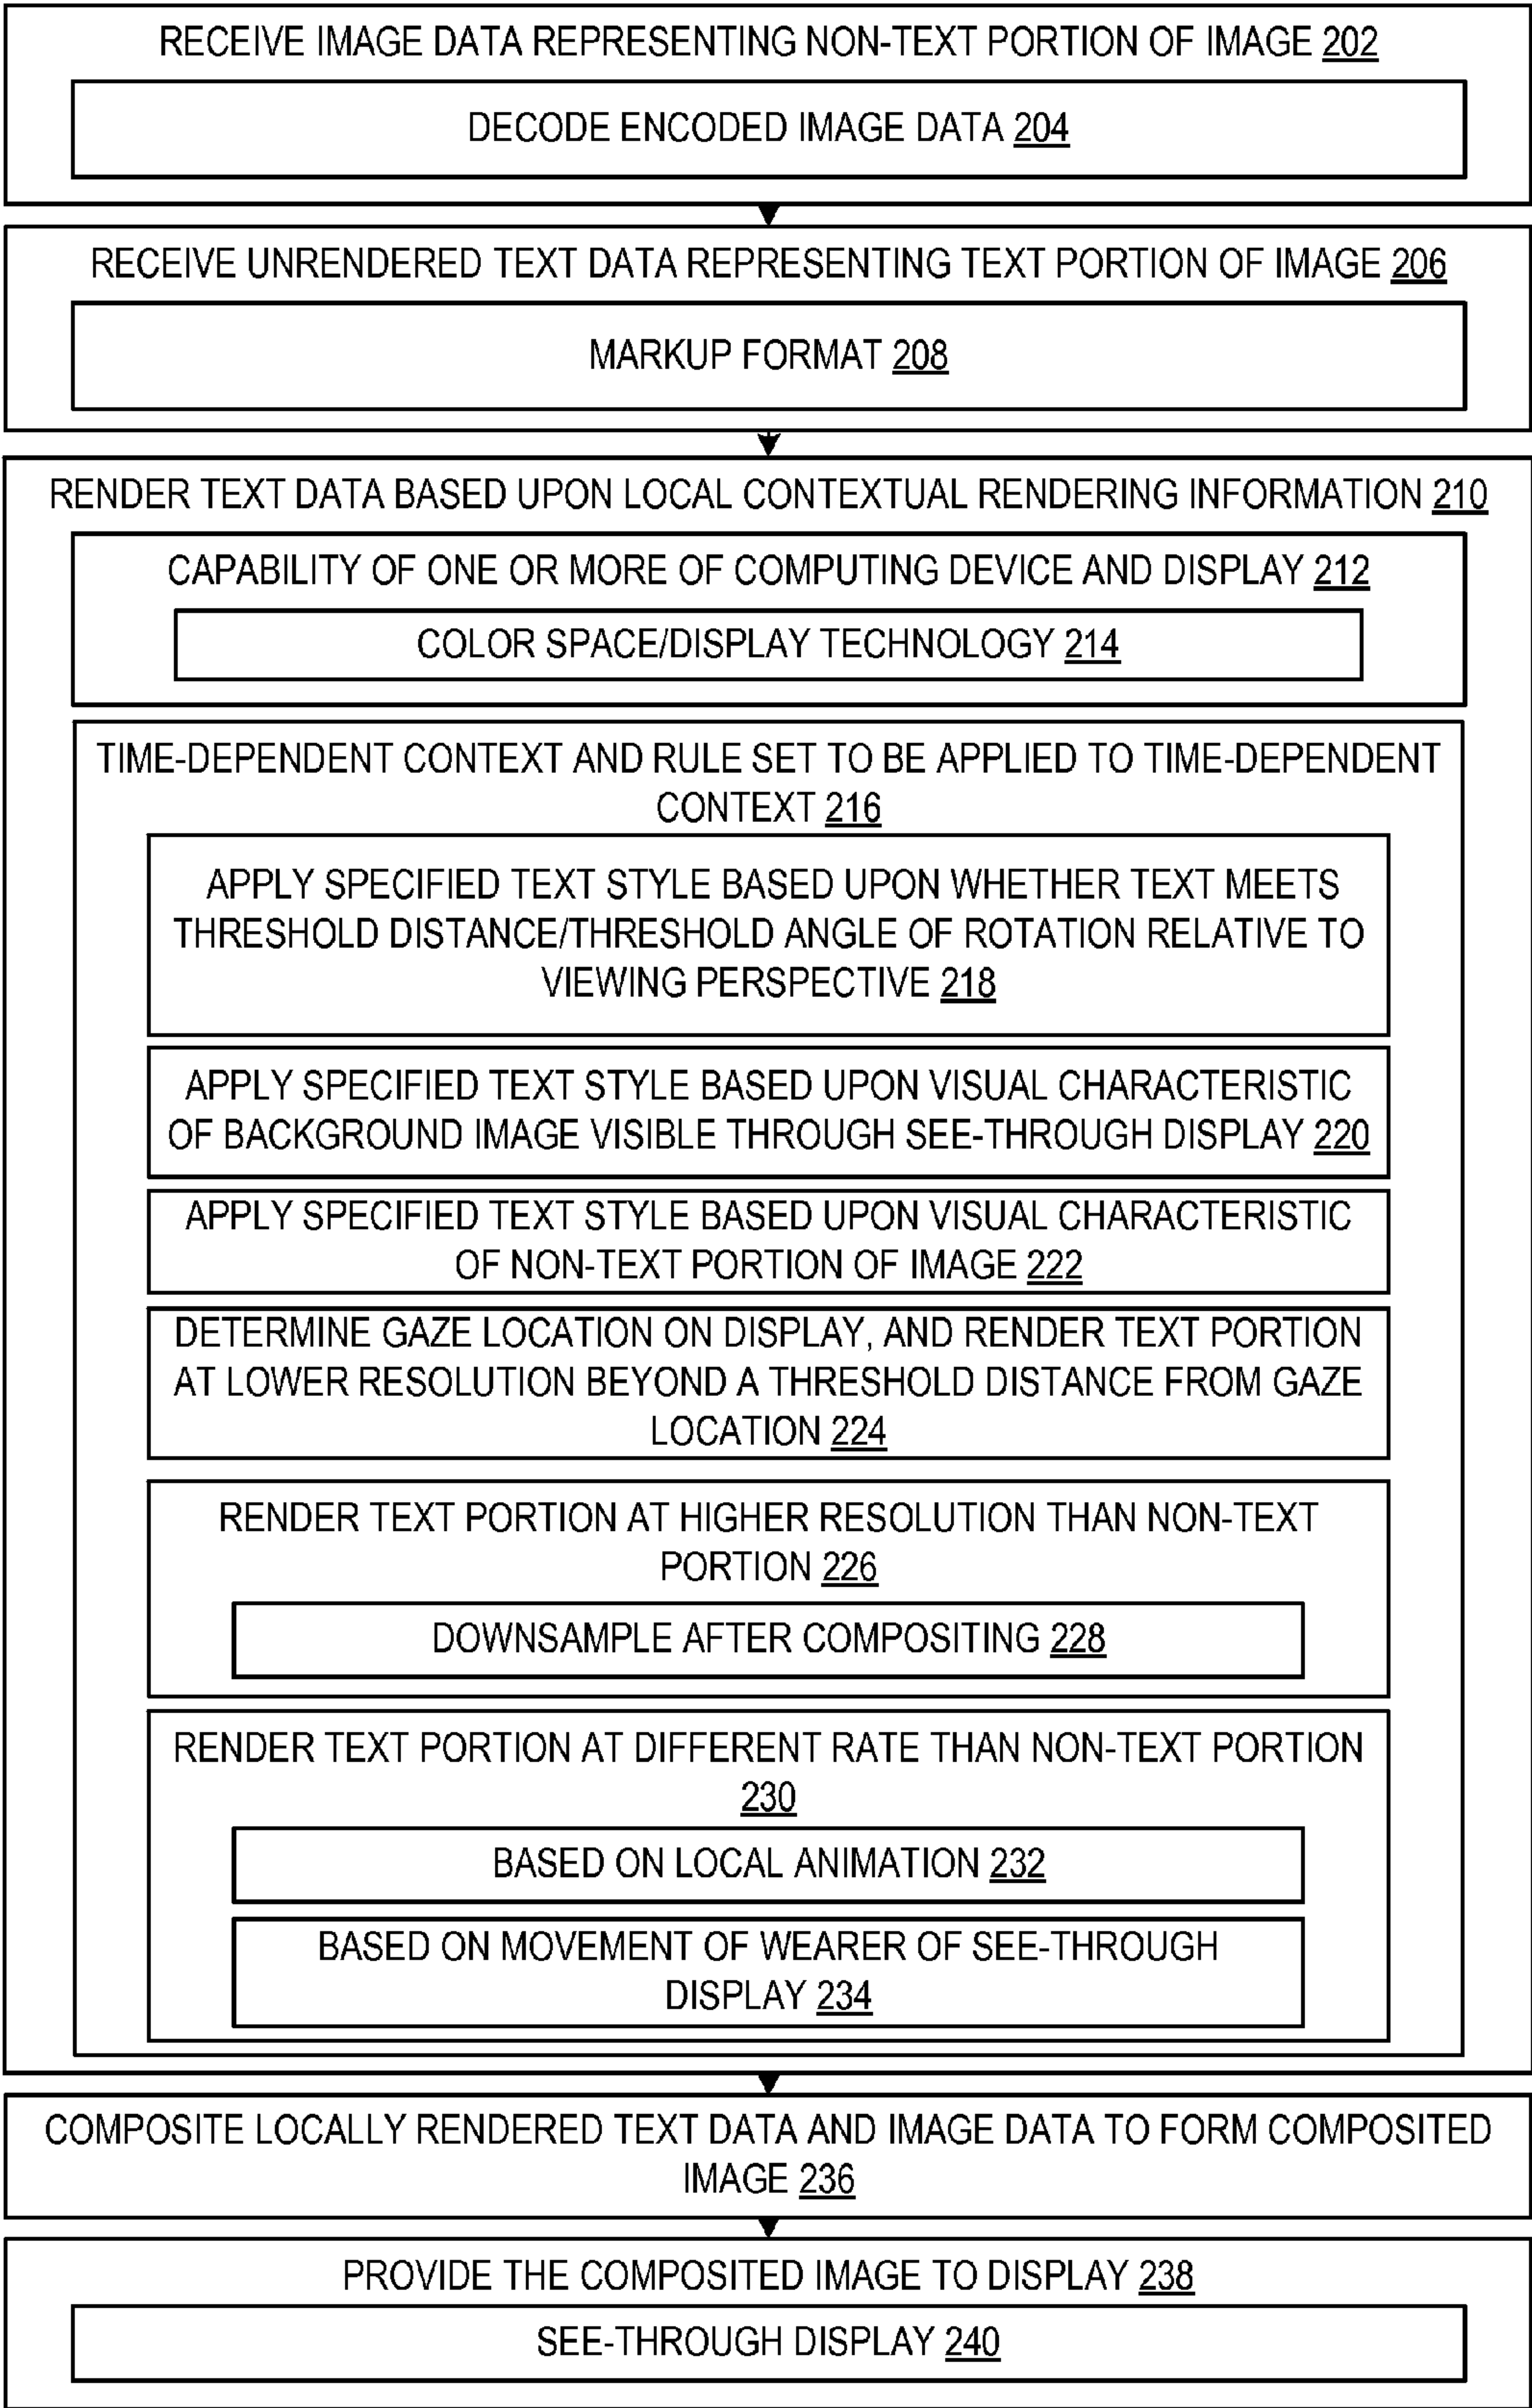 RECEIVE IMAGE DATA REPRESENTING NON-TEXT PORTION OF IMAGE 202
DECODE ENCODED IMAGE DATA 204
RECEIVE UNRENDERED TEXT DATA REPRESENTING TEXT PORTION OF IMAGE 206
MARKUP FORMAT 208
RENDER TEXT DATA BASED UPON LOCAL CONTEXTUAL RENDERING INFORMATION 210
CAPABILITY OF ONE OR MORE OF COMPUTING DEVICE AND DISPLAY 212
COLOR SPACE/DISPLAY TECHNOLOGY 214
TIME-DEPENDENT CONTEXT AND RULE SET TO BE APPLIED TO TIME-DEPENDENT
CONTEXT 216
APPLY SPECIFIED TEXT STYLE BASED UPON WHETHER TEXT MEETS
THRESHOLD DISTANCE/THRESHOLD ANGLE OF ROTATION RELATIVE TO
VIEWING PERSPECTIVE 218
APPLY SPECIFIED TEXT STYLE BASED UPON VISUAL CHARACTERISTIC
OF BACKGROUND IMAGE VISIBLE THROUGH SEE-THROUGH DISPLAY 220
APPLY SPECIFIED TEXT STYLE BASED UPON VISUAL CHARACTERISTIC
OF NON-TEXT PORTION OF IMAGE 222
DETERMINE GAZE LOCATION ON DISPLAY, AND RENDER TEXT PORTION
AT LOWER RESOLUTION BEYOND A THRESHOLD DISTANCE FROM GAZE
LOCATION 224
RENDER TEXT PORTION AT HIGHER RESOLUTION THAN NON-TEXT
PORTION 226
DOWNSAMPLE AFTER COMPOSITING 228
RENDER TEXT PORTION AT DIFFERENT RATE THAN NON-TEXT PORTION
230
BASED ON LOCAL ANIMATION 232
BASED ON MOVEMENT OF WEARER OF SEE-THROUGH
DISPLAY 234
COMPOSITE LOCALLY RENDERED TEXT DATA AND IMAGE DATA TO FORM COMPOSITED
IMAGE 236
PROVIDE THE COMPOSITED IMAGE TO DISPLAY 238
SEE-THROUGH DISPLAY 240